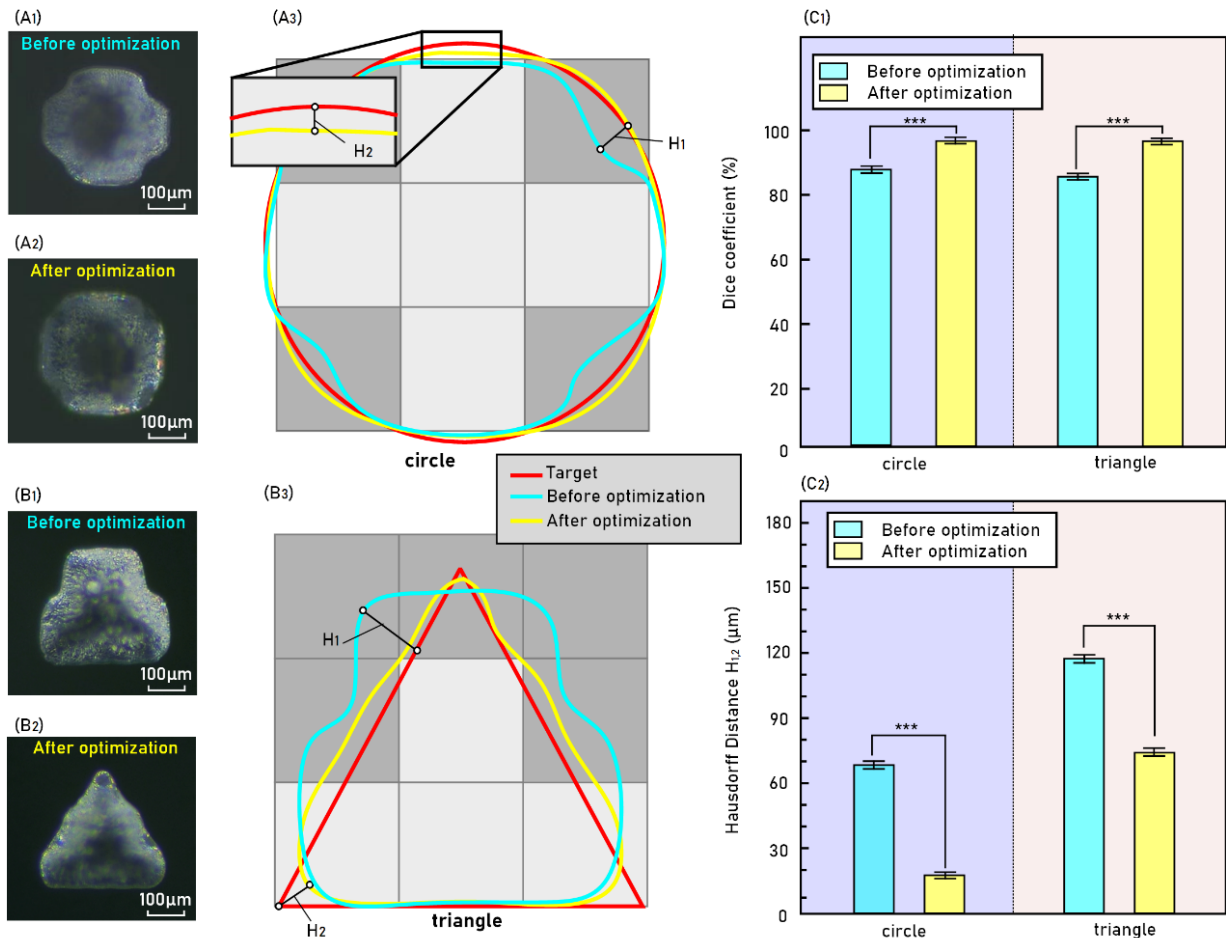 (A1)
Before optimization
100μm
(A2)
After optimization
100μm
(A3)
H2
H1
circle
Target
Before optimization
After optimization
(B1)
Before optimization
100μm
(B2)
After optimization
100μm
(B3)
H1
H2
triangle
(C1)
Before optimization
After optimization
Dice coefficient (%)
100
80
60
40
20
0
***
***
circle
triangle
(C2)
Before optimization
After optimization
Hausdorff Distance H1,2 (μm)
180
150
120
90
60
30
0
***
***
circle
triangle